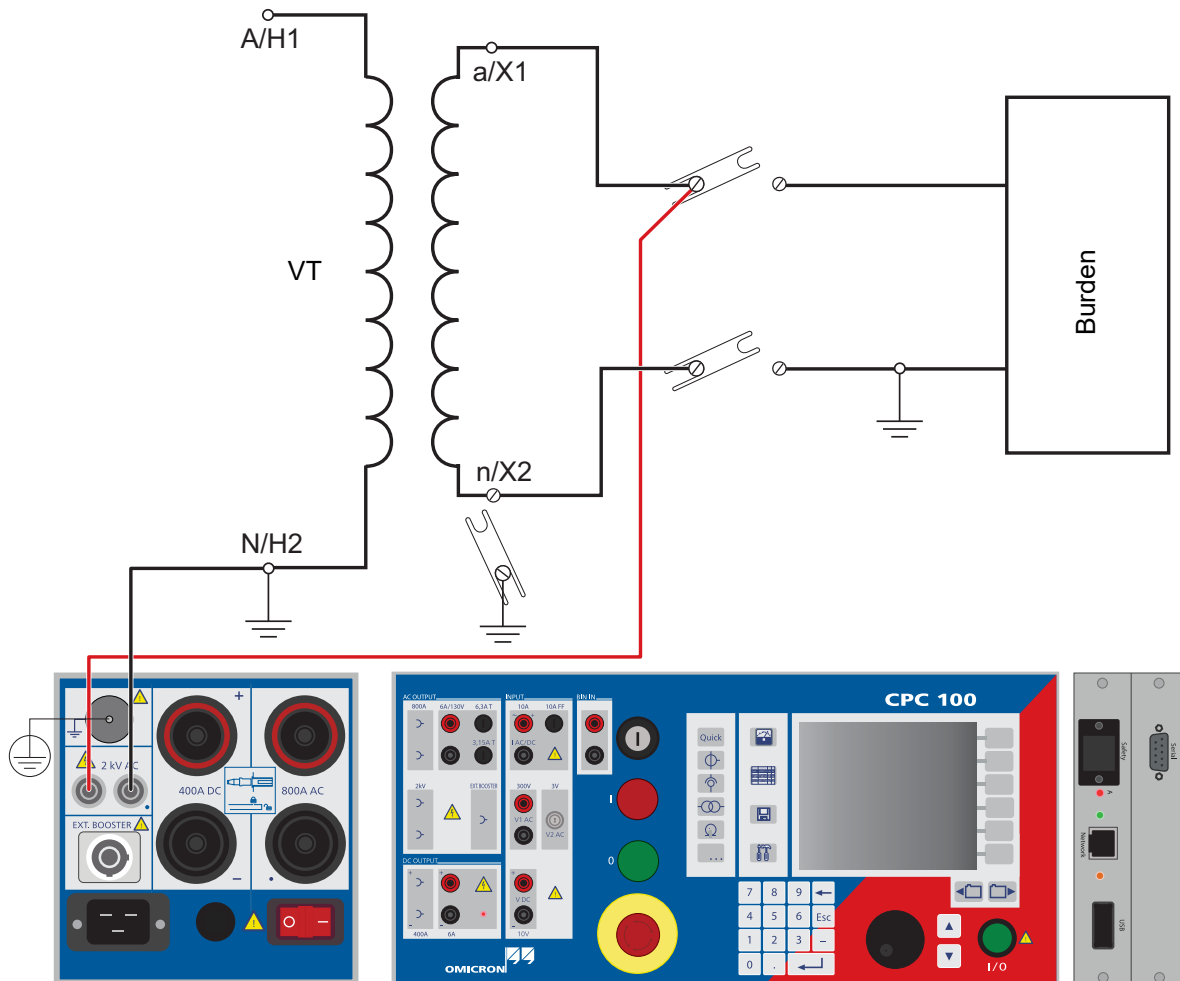 A/H1
a/X1
VT
Burden
n/X2
N/H2
2 kV AC
EXT. BOOSTER
+
400A DC
800A AC
–
AC OUTPUT
800A 6A/130V 6,3A T
3,15A T
2kV EXT. BOOSTER
DC OUTPUT
+ +
- -
400A 6A
INPUT
10A 10A FF
I AC/DC
300V 3V
V1 AC
V2 AC
V DC
10V
BIN IN
OMICRON
I
0
CPC 100
Quick
...
7 8 9
4 5 6 Esc
1 2 3 –
0 .
I/O
Safety
Network
USB
Serial